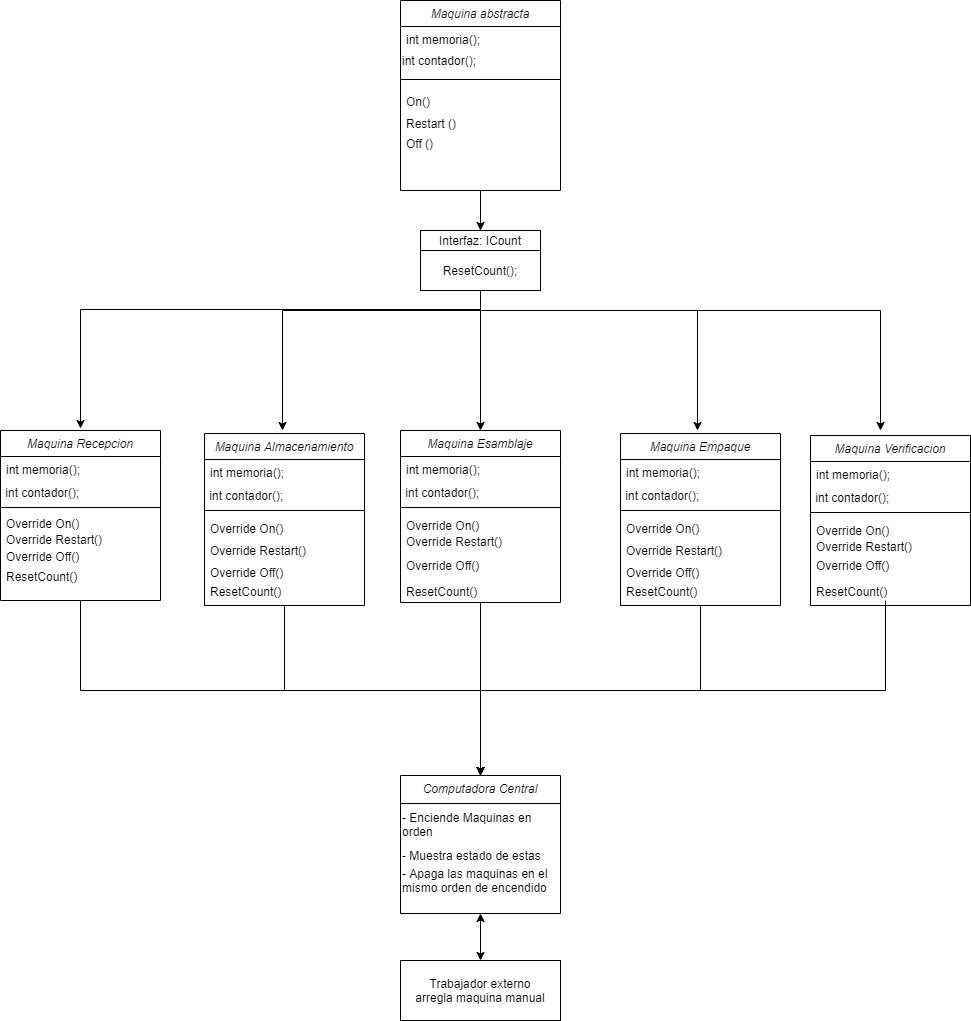 Maquina abstracta
int memoria();
int contador();
On()
Restart ()
Off ()
Interfaz: ICount
ResetCount();
Maquina Recepcion
int memoria();
int contador();
Override On()
Override Restart()
Override Off()
ResetCount()
Maquina Almacenamiento
int memoria();
int contador();
Override On()
Override Restart()
Override Off()
ResetCount()
Maquina Esamblaje
int memoria();
int contador();
Override On()
Override Restart()
Override Off()
ResetCount()
Maquina Empaque
int memoria();
int contador();
Override On()
Override Restart()
Override Off()
ResetCount()
Maquina Verificacion
int memoria();
int contador();
Override On()
Override Restart()
Override Off()
ResetCount()
Computadora Central
- Enciende Maquinas en
orden
- Muestra estado de estas
- Apaga las maquinas en el
mismo orden de encendido
Trabajador externo
arregla maquina manual